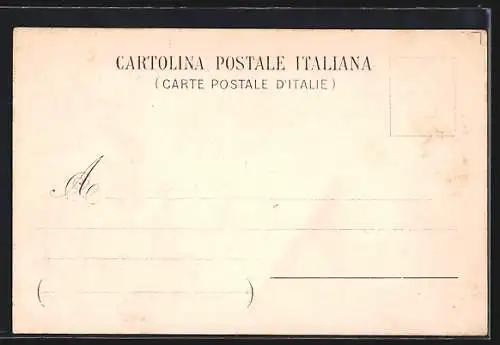 CARTOLINA POSTALE ITALIANA
(CARTE POSTALE D'ITALIE)
A
( )